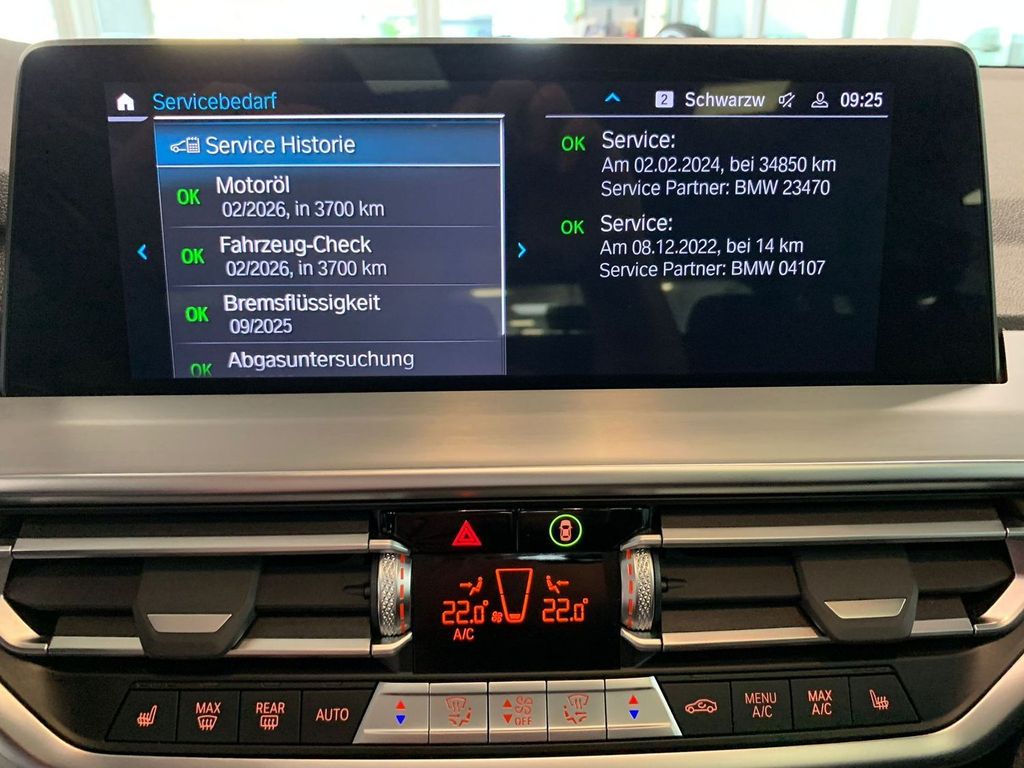 Servicebedarf
2 Schwarzw 09:25
Service Historie
OK Motoröl
02/2026, in 3700 km
OK Fahrzeug-Check
02/2026, in 3700 km
OK Bremsflüssigkeit
09/2025
OK Abgasuntersuchung
OK Service:
Am 02.02.2024, bei 34850 km
Service Partner: BMW 23470
OK Service:
Am 08.12.2022, bei 14 km
Service Partner: BMW 04107
22.0° 22.0°
A/C
MAX
REAR
AUTO
OFF
MENU
A/C
MAX
A/C